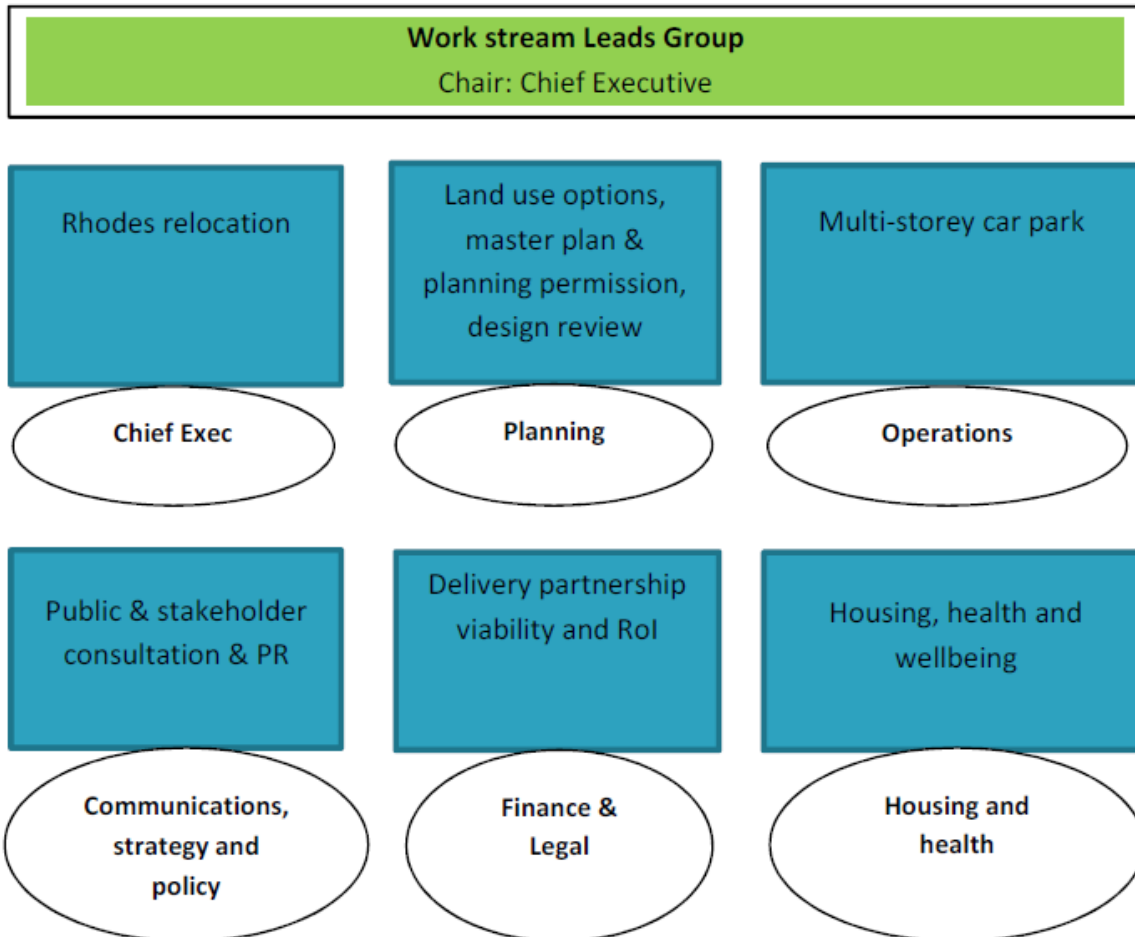 Work stream Leads Group
Chair: Chief Executive
Rhodes relocation
Land use options,
master plan &
planning permission,
design review
Multi-storey car park
Chief Exec
Planning
Operations
Public & stakeholder
consultation & PR
Delivery partnership
viability and RoI
Housing, health and
wellbeing
Communications,
strategy and
policy
Finance &
Legal
Housing and
health